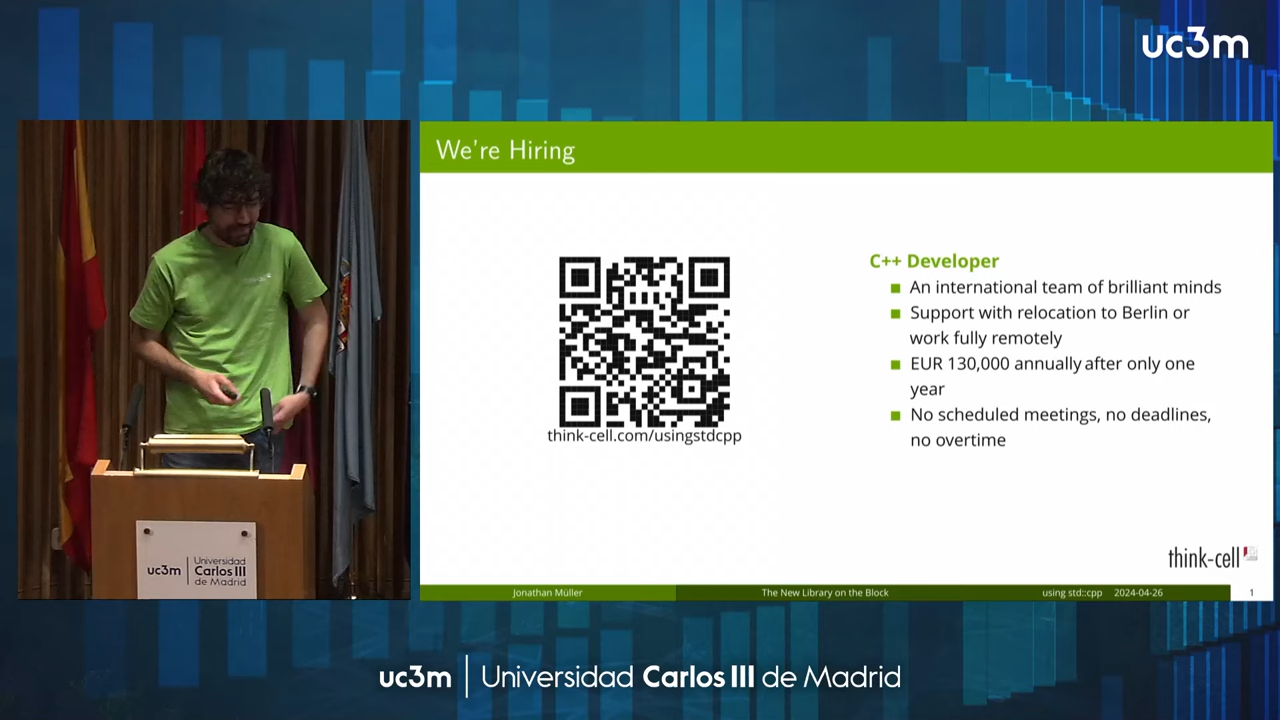 uc3m
We're Hiring
think-cell.com/usingstdcpp
C++ Developer
An international team of brilliant minds
Support with relocation to Berlin or
work fully remotely
EUR 130,000 annually after only one
year
No scheduled meetings, no deadlines,
no overtime
think-cell
Jonathan Müller
The New Library on the Block
using std::cpp 2024-04-26
1
uc3m
Universidad
Carlos III
de Madrid
uc3m Universidad Carlos III de Madrid